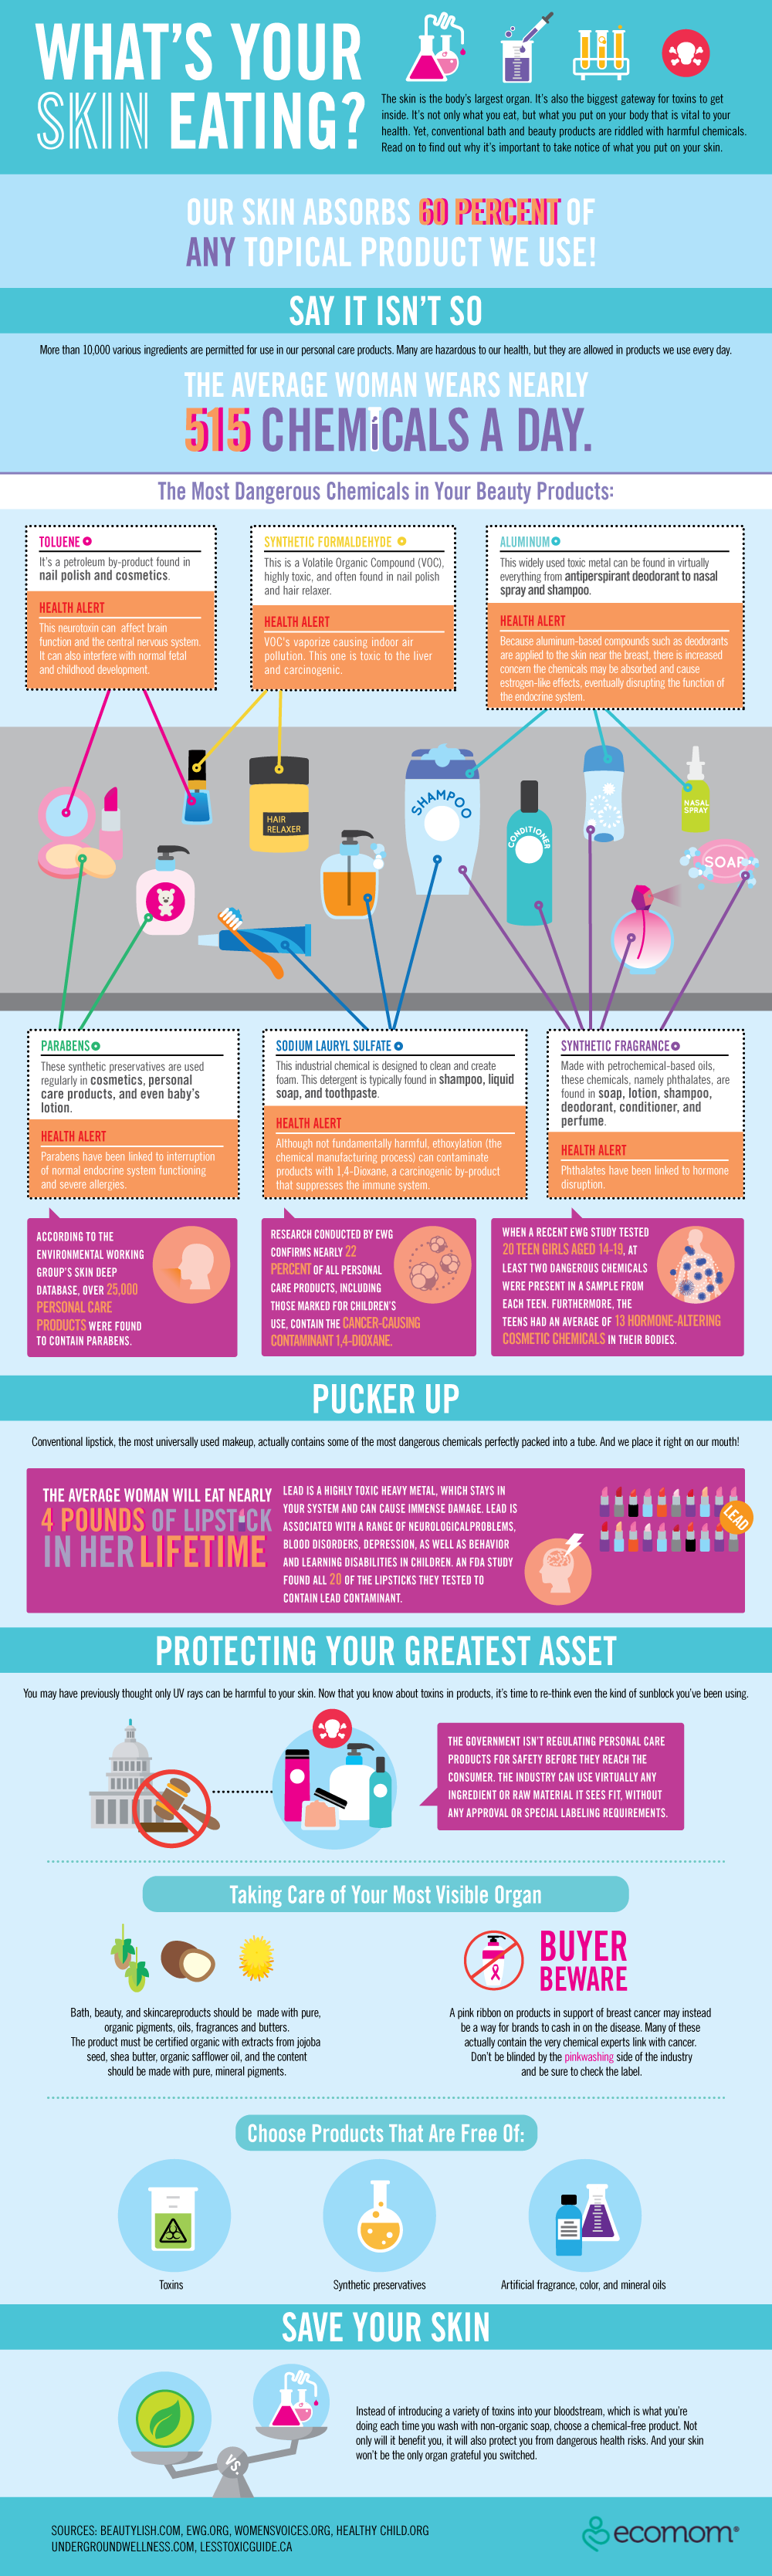 WHAT'S YOUR
SKIN EATING?
The skin is the body's largest organ. It's also the biggest gateway for toxins to get
inside. It's not only what you eat, but what you put on your body that is vital to your
health. Yet, conventional bath and beauty products are riddled with harmful chemicals.
Read on to find out why it's important to take notice of what you put on your skin.
OUR SKIN ABSORBS 60 PERCENT OF
ANY TOPICAL PRODUCT WE USE!
SAY IT ISN'T SO
More than 10,000 various ingredients are permitted for use in our personal care products. Many are hazardous to our health, but they are allowed in products we use every day.
THE AVERAGE WOMAN WEARS NEARLY
515 CHEMICALS A DAY.
The Most Dangerous Chemicals in Your Beauty Products:
TOLUENE
It's a petroleum by-product found in
nail polish and cosmetics.
HEALTH ALERT
This neurotoxin can affect brain
function and the central nervous system.
It can also interfere with normal fetal
and childhood development.
SYNTHETIC FORMALDEHYDE
This is a Volatile Organic Compound (VOC),
highly toxic, and often found in nail polish
and hair relaxer.
HEALTH ALERT
VOC's vaporize causing indoor air
pollution. This one is toxic to the liver
and carcinogenic.
ALUMINUM
This widely used toxic metal can be found in virtually
everything from antiperspirant deodorant to nasal
spray and shampoo.
HEALTH ALERT
Because aluminum-based compounds such as deodorants
are applied to the skin near the breast, there is increased
concern the chemicals may be absorbed and cause
estrogen-like effects, eventually disrupting the function of
the endocrine system.
HAIR
RELAXER
SHAMPOO
CONDITIONER
NASAL
SPRAY
SOAP
PARABENS
These synthetic preservatives are used
regularly in cosmetics, personal
care products, and even baby's
lotion.
HEALTH ALERT
Parabens have been linked to interruption
of normal endocrine system functioning
and severe allergies.
SODIUM LAURYL SULFATE
This industrial chemical is designed to clean and create
foam. This detergent is typically found in shampoo, liquid
soap, and toothpaste.
HEALTH ALERT
Although not fundamentally harmful, ethoxylation (the
chemical manufacturing process) can contaminate
products with 1,4-Dioxane, a carcinogenic by-product
that suppresses the immune system.
SYNTHETIC FRAGRANCE
Made with petrochemical-based oils,
these chemicals, namely phthalates, are
found in soap, lotion, shampoo,
deodorant, conditioner, and
perfume.
HEALTH ALERT
Phthalates have been linked to hormone
disruption.
ACCORDING TO THE
ENVIRONMENTAL WORKING
GROUP'S SKIN DEEP
DATABASE, OVER 25,000
PERSONAL CARE
PRODUCTS WERE FOUND
TO CONTAIN PARABENS.
RESEARCH CONDUCTED BY EWG
CONFIRMS NEARLY 22
PERCENT OF ALL PERSONAL
CARE PRODUCTS, INCLUDING
THOSE MARKED FOR CHILDREN'S
USE, CONTAIN THE CANCER-CAUSING
CONTAMINANT 1,4-DIOXANE.
WHEN A RECENT EWG STUDY TESTED
20 TEEN GIRLS AGED 14-19, AT
LEAST TWO DANGEROUS CHEMICALS
WERE PRESENT IN A SAMPLE FROM
EACH TEEN. FURTHERMORE, THE
TEENS HAD AN AVERAGE OF 13 HORMONE-ALTERING
COSMETIC CHEMICALS IN THEIR BODIES.
PUCKER UP
Conventional lipstick, the most universally used makeup, actually contains some of the most dangerous chemicals perfectly packed into a tube. And we place it right on our mouth!
THE AVERAGE WOMAN WILL EAT NEARLY
4 POUNDS OF LIPSTICK
IN HER LIFETIME
LEAD IS A HIGHLY TOXIC HEAVY METAL, WHICH STAYS IN
YOUR SYSTEM AND CAN CAUSE IMMENSE DAMAGE. LEAD IS
ASSOCIATED WITH A RANGE OF NEUROLOGICALPROBLEMS,
BLOOD DISORDERS, DEPRESSION, AS WELL AS BEHAVIOR
AND LEARNING DISABILITIES IN CHILDREN. AN FDA STUDY
FOUND ALL 20 OF THE LIPSTICKS THEY TESTED TO
CONTAIN LEAD CONTAMINANT.
LEAD
PROTECTING YOUR GREATEST ASSET
You may have previously thought only UV rays can be harmful to your skin. Now that you know about toxins in products, it's time to re-think even the kind of sunblock you've been using.
THE GOVERNMENT ISN'T REGULATING PERSONAL CARE
PRODUCTS FOR SAFETY BEFORE THEY REACH THE
CONSUMER. THE INDUSTRY CAN USE VIRTUALLY ANY
INGREDIENT OR RAW MATERIAL IT SEES FIT, WITHOUT
ANY APPROVAL OR SPECIAL LABELING REQUIREMENTS.
Taking Care of Your Most Visible Organ
Bath, beauty, and skincareproducts should be made with pure,
organic pigments, oils, fragrances and butters.
The product must be certified organic with extracts from jojoba
seed, shea butter, organic safflower oil, and the content
should be made with pure, mineral pigments.
BUYER
BEWARE
A pink ribbon on products in support of breast cancer may instead
be a way for brands to cash in on the disease. Many of these
actually contain the very chemical experts link with cancer.
Don't be blinded by the pinkwashing side of the industry
and be sure to check the label.
Choose Products That Are Free Of:
Toxins
Synthetic preservatives
Artificial fragrance, color, and mineral oils
SAVE YOUR SKIN
VS.
Instead of introducing a variety of toxins into your bloodstream, which is what you're
doing each time you wash with non-organic soap, choose a chemical-free product. Not
only will it benefit you, it will also protect you from dangerous health risks. And your skin
won't be the only organ grateful you switched.
SOURCES: BEAUTYLISH.COM, EWG.ORG, WOMENSVOICES.ORG, HEALTHY CHILD.ORG
UNDERGROUNDWELLNESS.COM, LESSTOXICGUIDE.CA
ecomom®